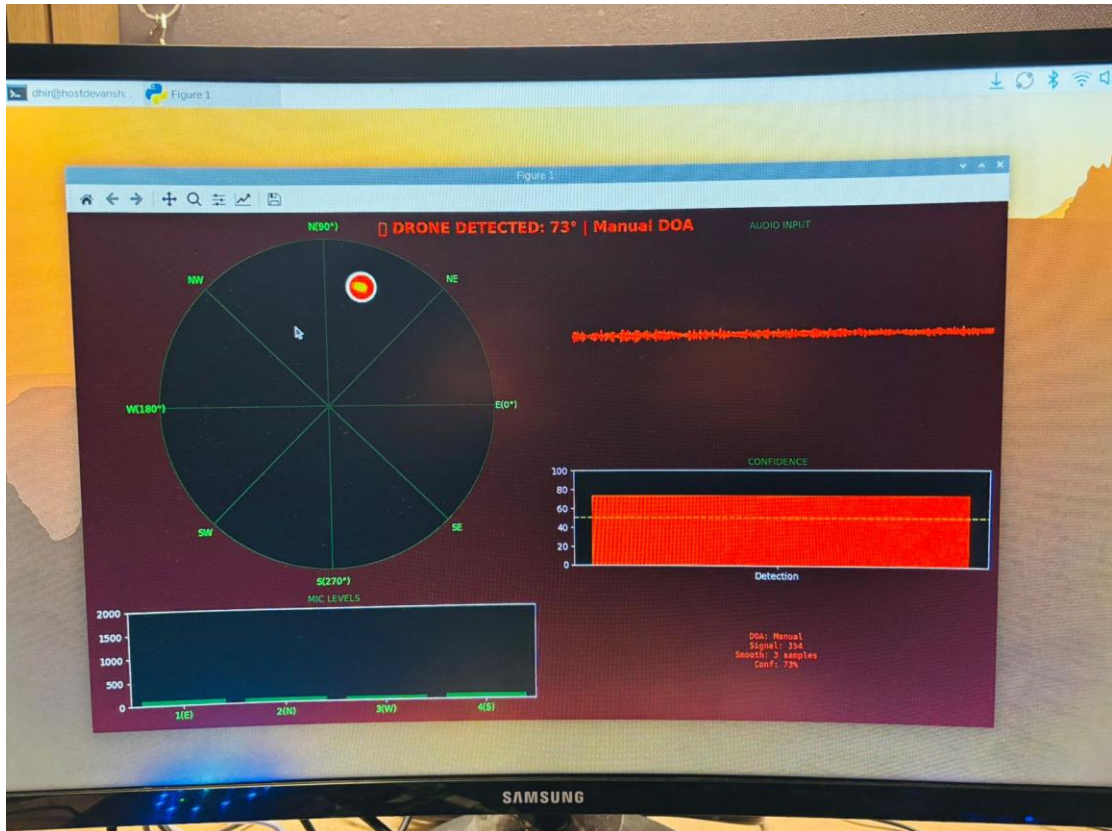 dhir@hostdevansh:.. Figure 1
Figure 1
DRONE DETECTED: 73° | Manual DOA
N(90°)
NW
NE
W(180°)
E(0°)
SW
SE
S(270°)
AUDIO INPUT
CONFIDENCE
100
80
60
40
20
0
Detection
MIC LEVELS
2000
1500
1000
500
0
1(E) 2(N) 3(W) 4(S)
DOA: Manual
Signal: 354
Smooth: 3 samples
Conf: 73%
SAMSUNG